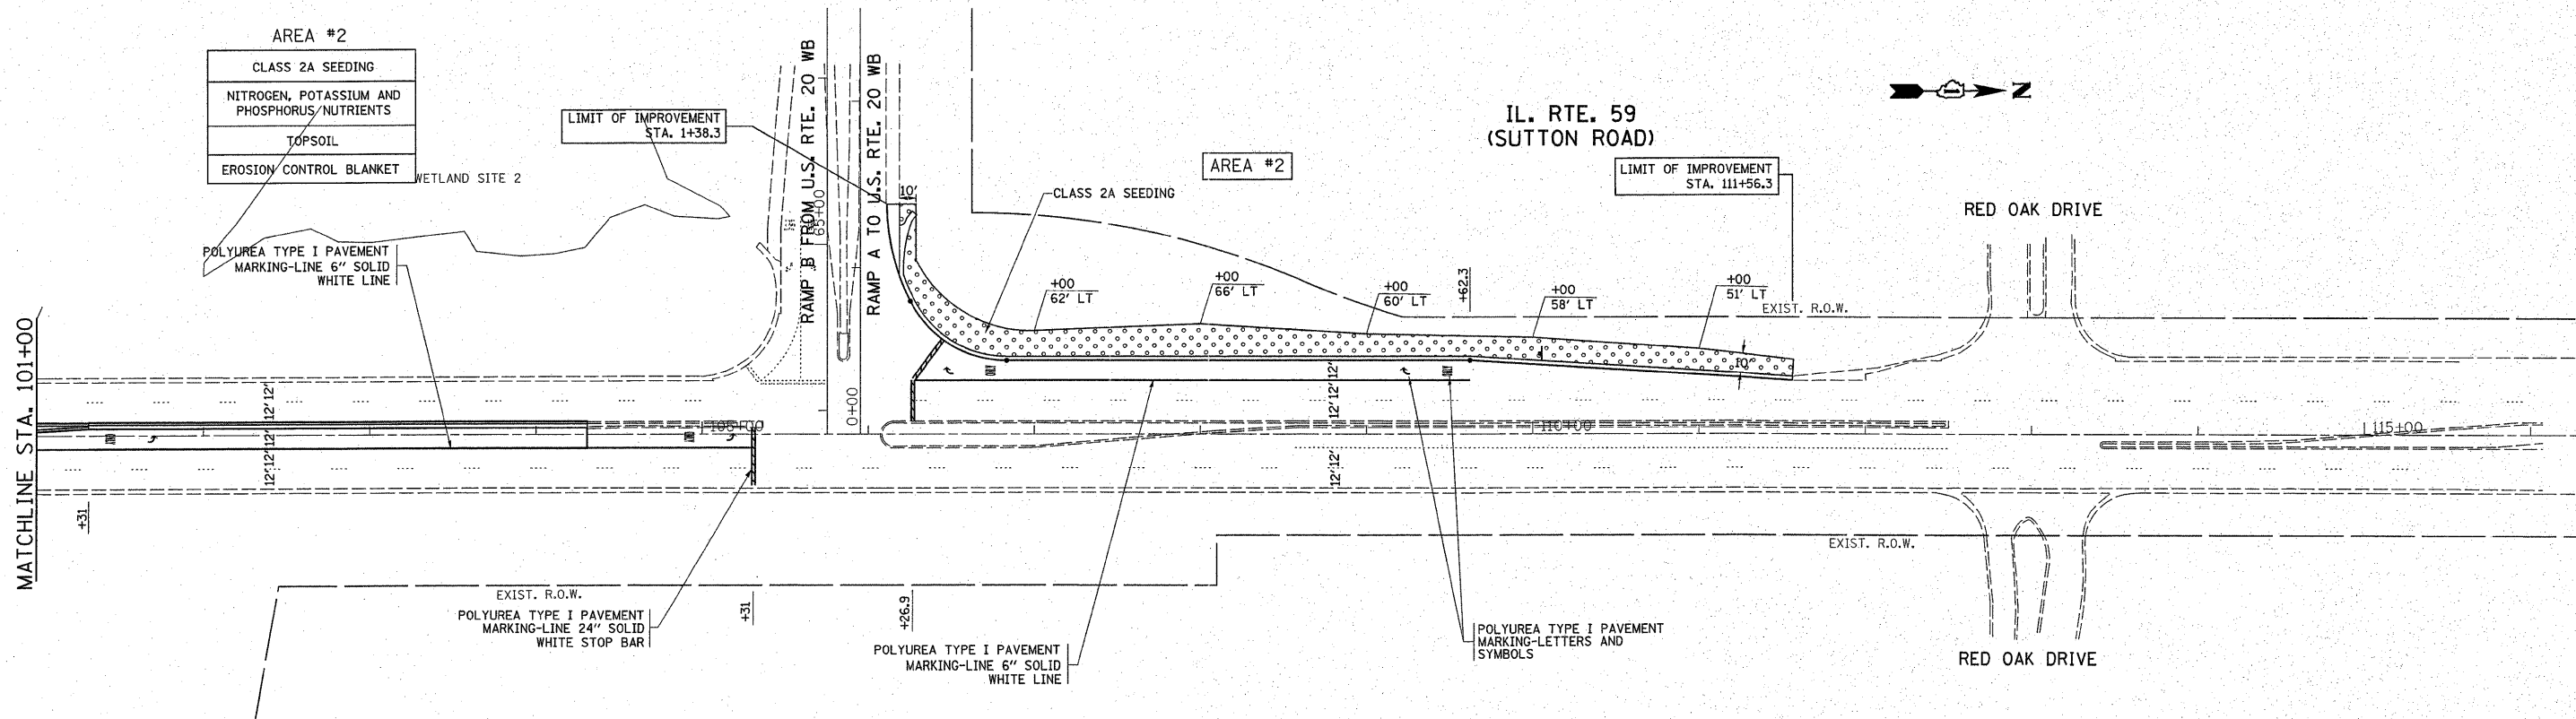 AREA #2
CLASS 2A SEEDING
NITROGEN, POTASSIUM AND
PHOSPHORUS NUTRIENTS
TOPSOIL
EROSION CONTROL BLANKET
WETLAND SITE 2
LIMIT OF IMPROVEMENT
STA. 1+38.3
RAMP B FROM U.S. RTE. 20 WB
65+00
RAMP A TO U.S. RTE. 20 WB
10'
CLASS 2A SEEDING
AREA #2
IL. RTE. 59
(SUTTON ROAD)
N
LIMIT OF IMPROVEMENT
STA. 111+56.3
RED OAK DRIVE
POLYUREA TYPE I PAVEMENT
MARKING-LINE 6" SOLID
WHITE LINE
+00
62' LT
+00
66' LT
+00
60' LT
+62.3
+00
58' LT
+00
51' LT
EXIST. R.O.W.
10'
MATCHLINE STA. 101+00
12' 12'
12' 12'
12' 12'
0+00
12' 12' 12'
12' 12'
110+00
115+00
+31
EXIST. R.O.W.
POLYUREA TYPE I PAVEMENT
MARKING-LINE 24" SOLID
WHITE STOP BAR
+31
+26.9
POLYUREA TYPE I PAVEMENT
MARKING-LINE 6" SOLID
WHITE LINE
POLYUREA TYPE I PAVEMENT
MARKING-LETTERS AND
SYMBOLS
EXIST. R.O.W.
RED OAK DRIVE